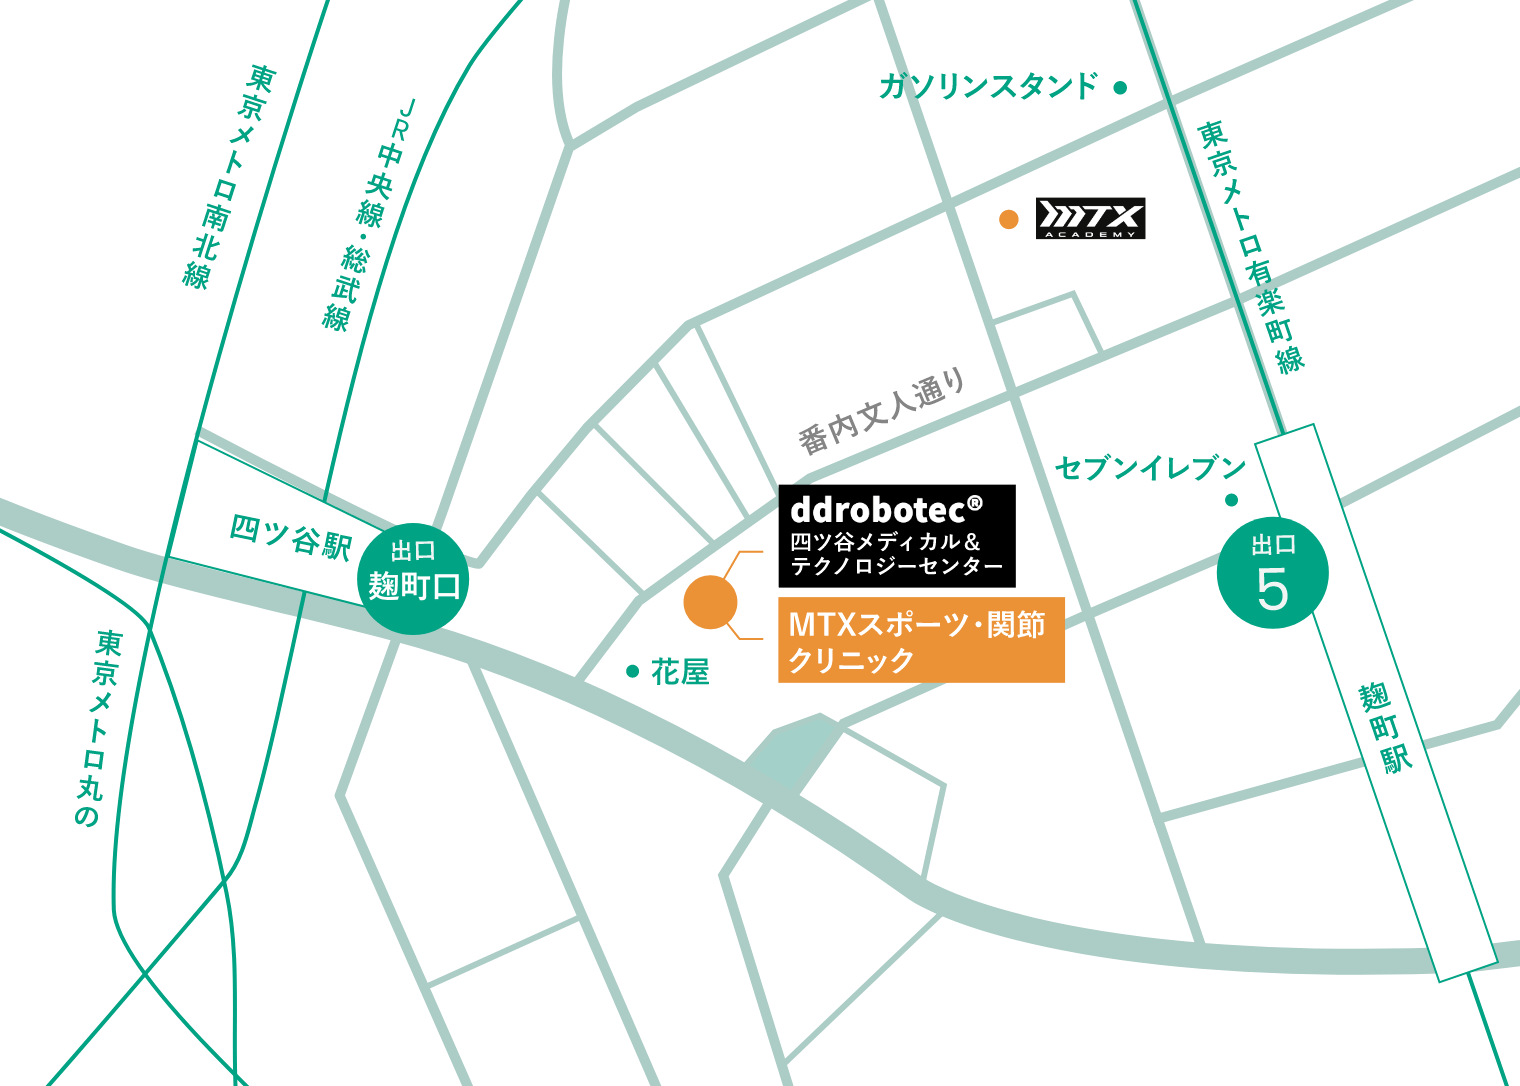 東京メトロ南北線
JR中央線・総武線
ガソリンスタンド
東京メトロ有楽町線
MTX
ACADEMY
番内文人通り
セブンイレブン
四ツ谷駅
出口
麹町口
ddrobotec®
四ツ谷メディカル&
テクノロジーセンター
MTXスポーツ・関節
クリニック
出口
5
花屋
東京メトロ丸の
麹町駅